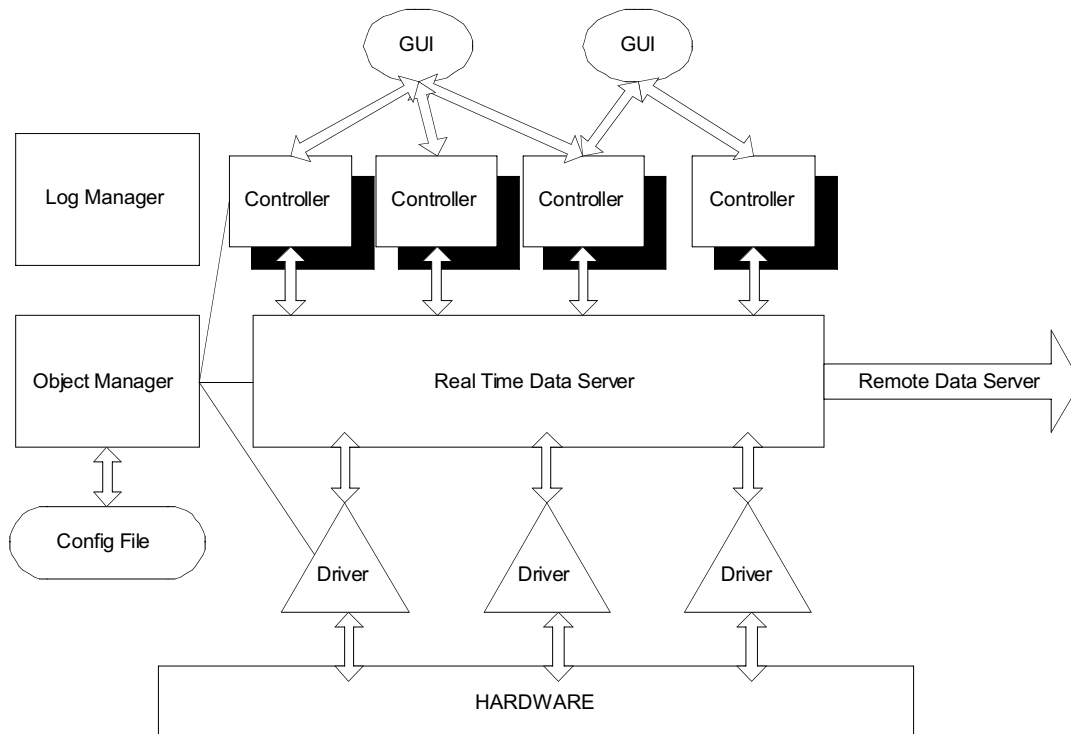 GUI
GUI
Log Manager
Controller
Controller
Controller
Controller
Object Manager
Real Time Data Server
Remote Data Server
Config File
Driver
Driver
Driver
HARDWARE